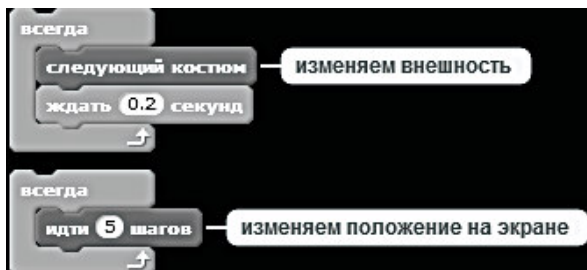 всегда
следующий костюм изменяем внешность
ждать 0.2 секунд
всегда
идти 5 шагов изменяем положение на экране